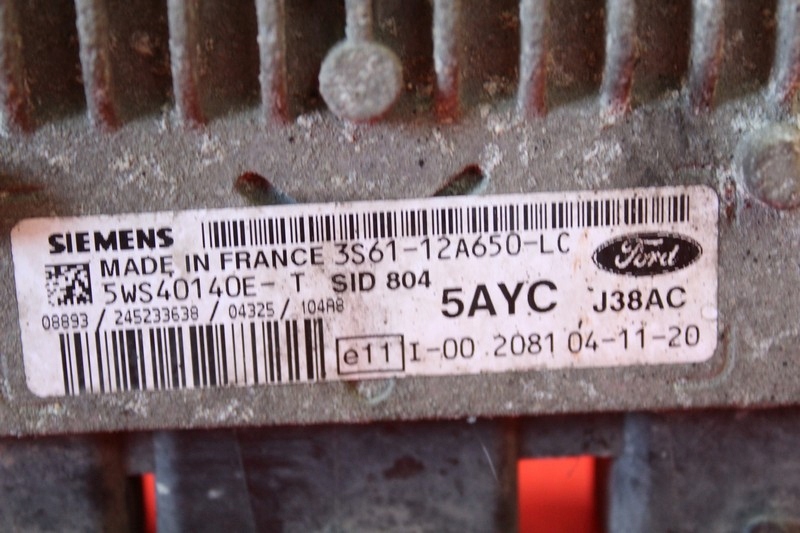 SIEMENS
MADE IN FRANCE 3S61-12A650-LC
Ford
5WS40140E-T SID 804
5AYC J38AC
08893 / 245233638 / 04325 / 104A8
e11 I-00 2081 04-11-20